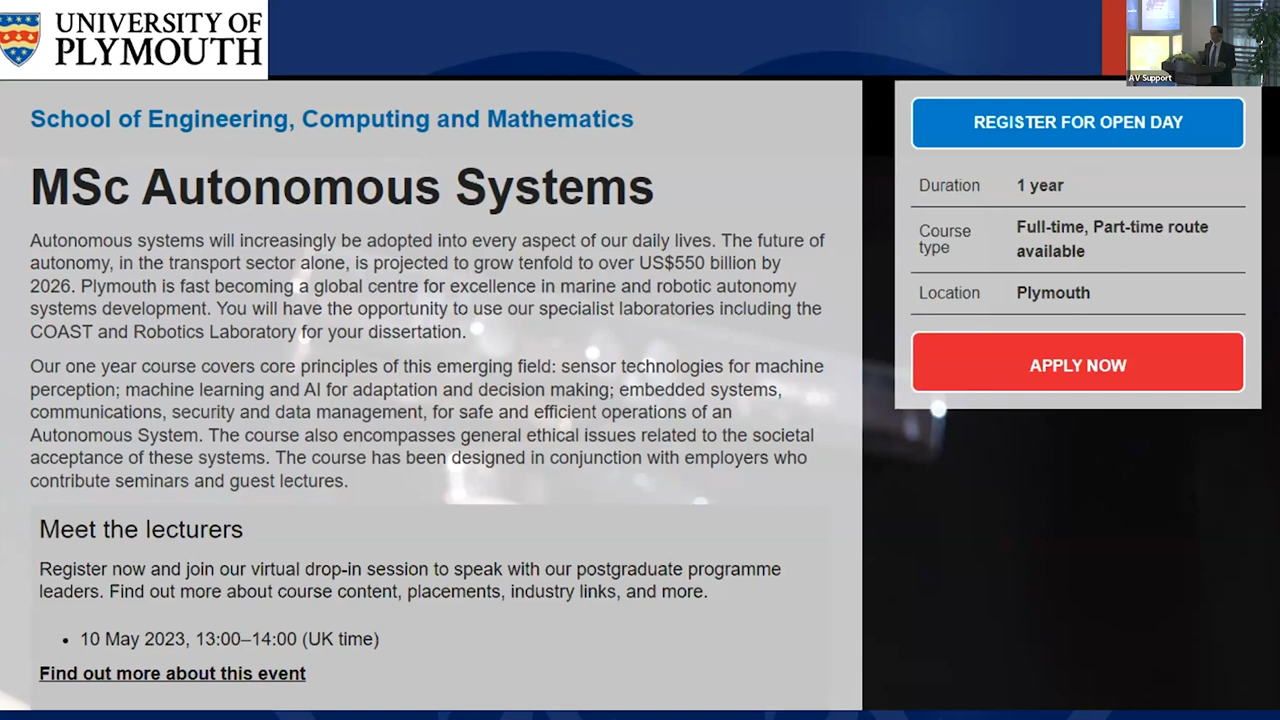 UNIVERSITY OF
PLYMOUTH
AV Support
School of Engineering, Computing and Mathematics
MSc Autonomous Systems
Autonomous systems will increasingly be adopted into every aspect of our daily lives. The future of
autonomy, in the transport sector alone, is projected to grow tenfold to over US$550 billion by
2026. Plymouth is fast becoming a global centre for excellence in marine and robotic autonomy
systems development. You will have the opportunity to use our specialist laboratories including the
COAST and Robotics Laboratory for your dissertation.
Our one year course covers core principles of this emerging field: sensor technologies for machine
perception; machine learning and AI for adaptation and decision making; embedded systems,
communications, security and data management, for safe and efficient operations of an
Autonomous System. The course also encompasses general ethical issues related to the societal
acceptance of these systems. The course has been designed in conjunction with employers who
contribute seminars and guest lectures.
Meet the lecturers
Register now and join our virtual drop-in session to speak with our postgraduate programme
leaders. Find out more about course content, placements, industry links, and more.
• 10 May 2023, 13:00–14:00 (UK time)
Find out more about this event
REGISTER FOR OPEN DAY
Duration 1 year
Course type Full-time, Part-time route
available
Location Plymouth
APPLY NOW